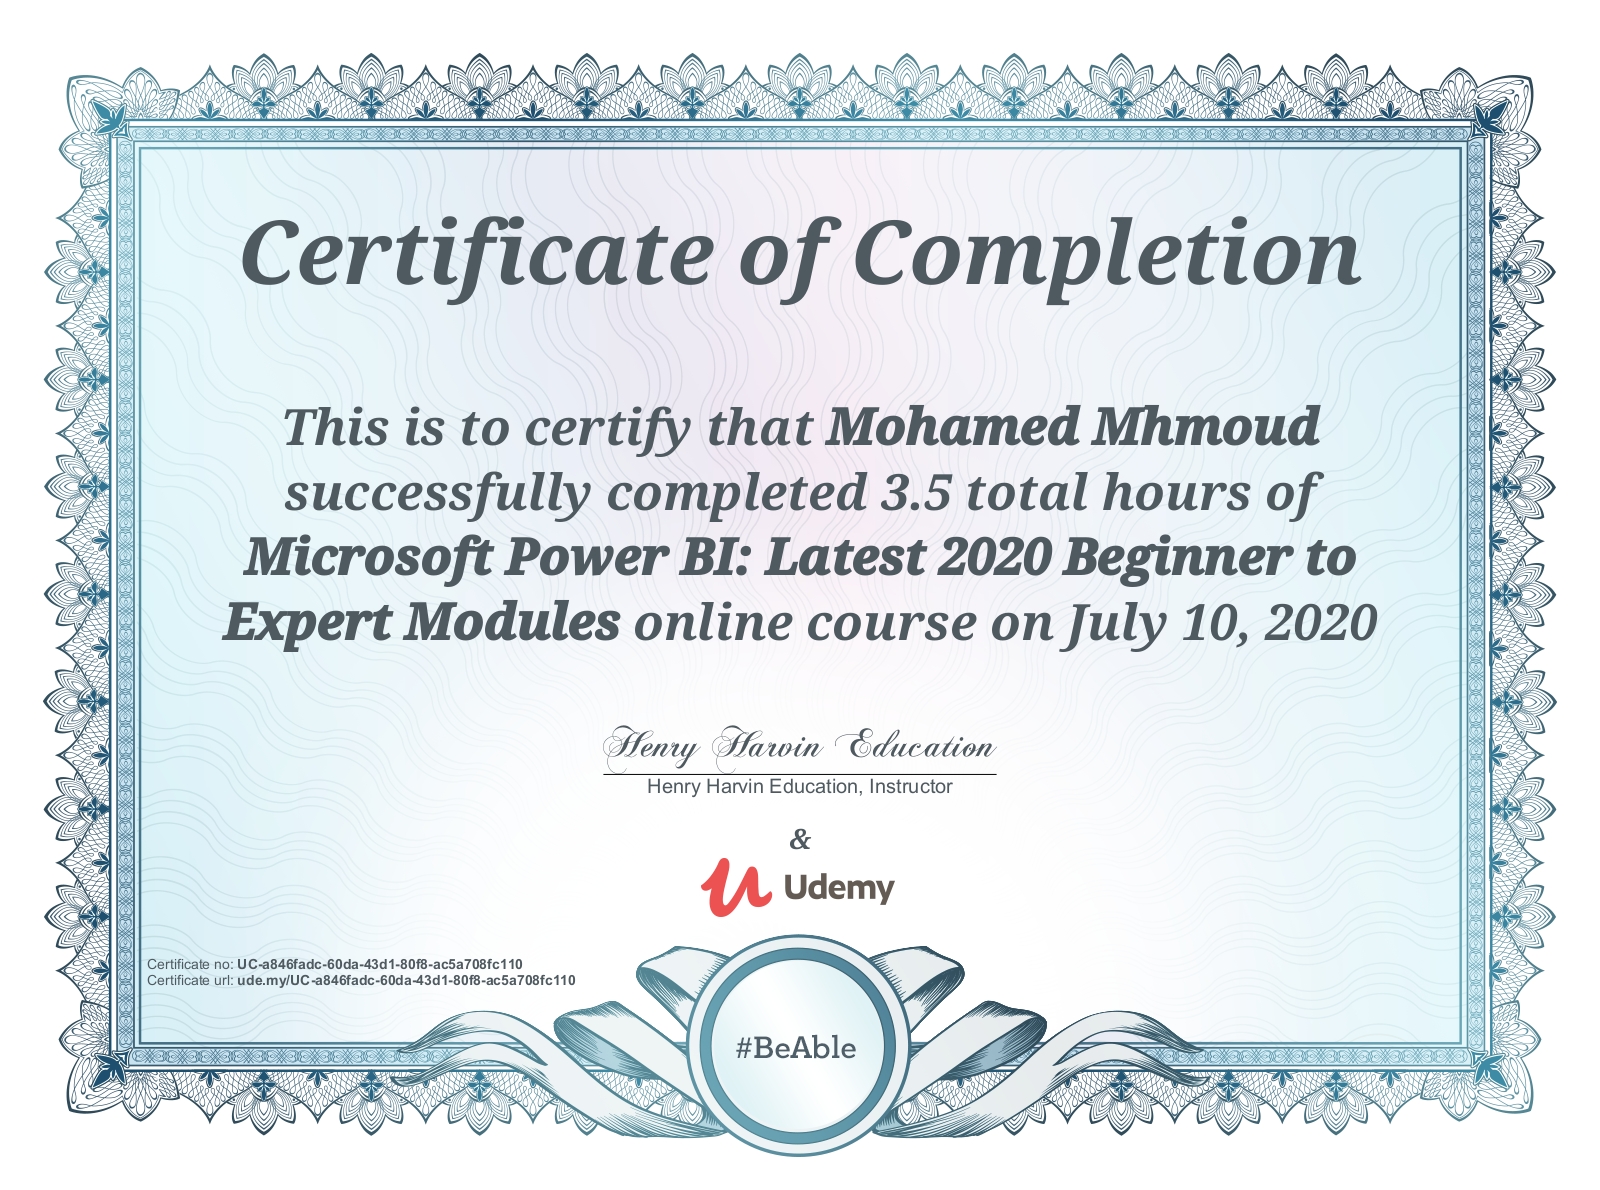 Certificate of Completion
This is to certify that Mohamed Mhmoud
successfully completed 3.5 total hours of
Microsoft Power BI: Latest 2020 Beginner to
Expert Modules online course on July 10, 2020
Henry Harvin Education
Henry Harvin Education, Instructor
&
Udemy
Certificate no: UC-a846fadc-60da-43d1-80f8-ac5a708fc110
Certificate url: ude.my/UC-a846fadc-60da-43d1-80f8-ac5a708fc110
#BeAble